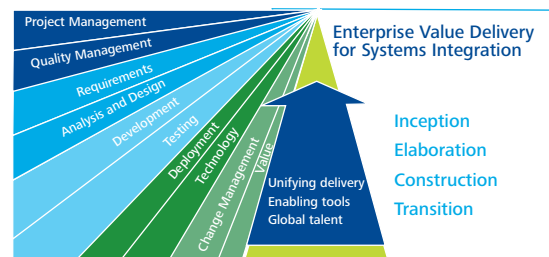 Project Management
Quality Management
Requirements
Analysis and Design
Development
Testing
Deployment
Technology
Change Management
Value
Unifying delivery
Enabling tools
Global talent
Enterprise Value Delivery
for Systems Integration
Inception
Elaboration
Construction
Transition